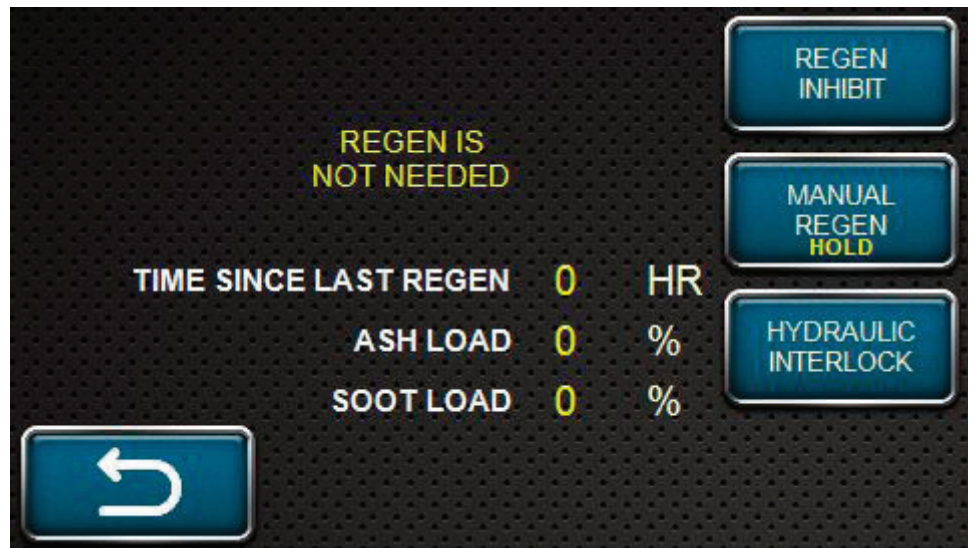 REGEN
INHIBIT
REGEN IS
NOT NEEDED
MANUAL
REGEN
HOLD
TIME SINCE LAST REGEN 0 HR
ASH LOAD 0 %
HYDRAULIC
INTERLOCK
SOOT LOAD 0 %